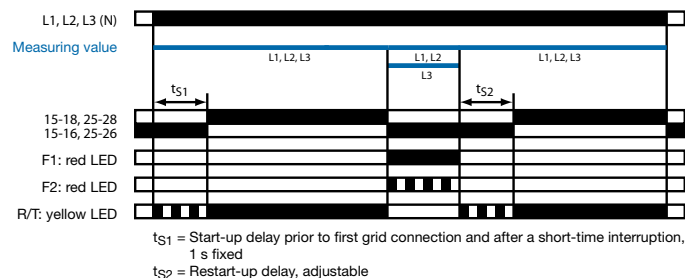 L1, L2, L3 (N)
Measuring value
L1, L2, L3
L1, L2
L1, L2, L3
L3
tS1
tS2
15-18, 25-28
15-16, 25-26
F1: red LED
F2: red LED
R/T: yellow LED
tS1 = Start-up delay prior to first grid connection and after a short-time interruption,
1 s fixed
tS2 = Restart-up delay, adjustable